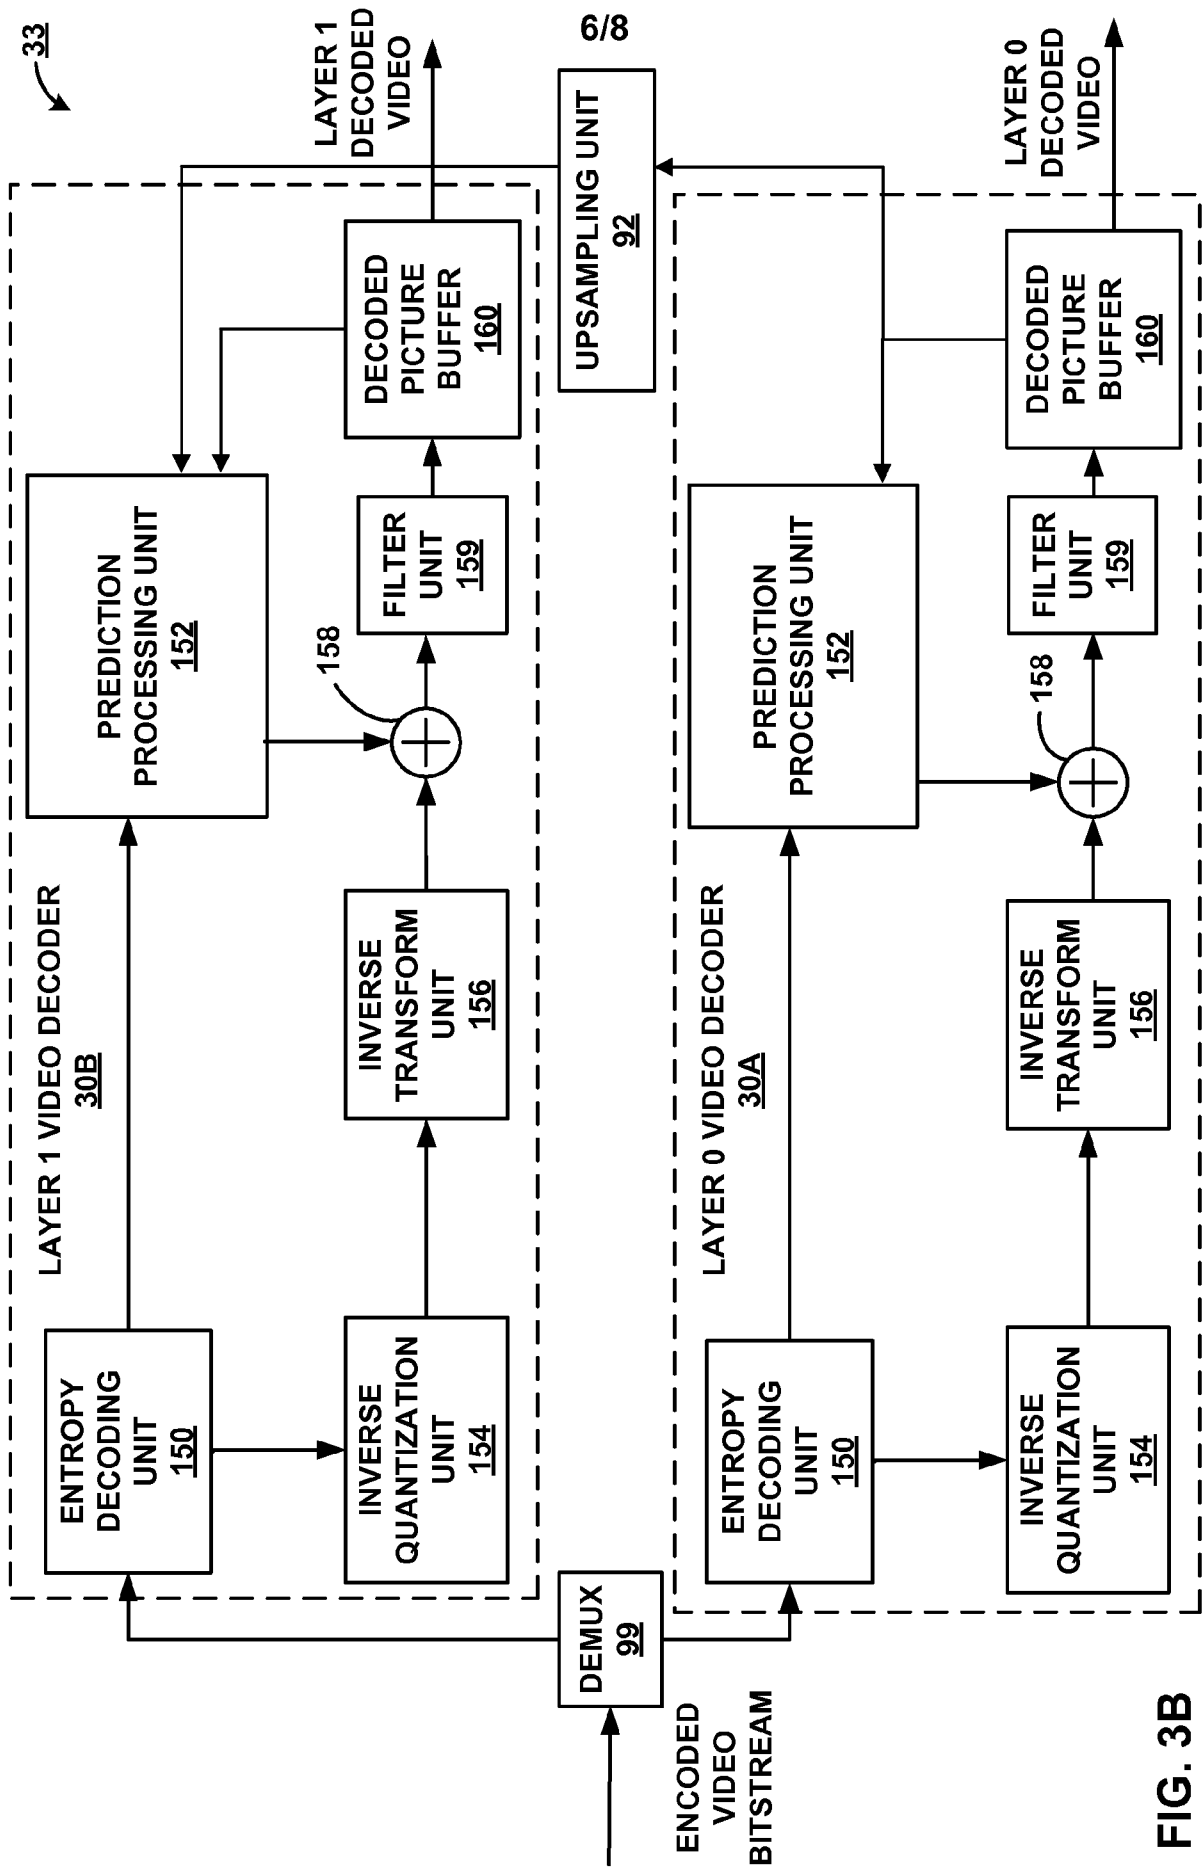 6/8
33
LAYER 1
DECODED
VIDEO
LAYER 1 VIDEO DECODER
30B
ENTROPY
DECODING
UNIT
150
PREDICTION
PROCESSING UNIT
152
INVERSE
QUANTIZATION
UNIT
154
INVERSE
TRANSFORM
UNIT
156
158
FILTER
UNIT
159
DECODED
PICTURE
BUFFER
160
ENCODED
VIDEO
BITSTREAM
DEMUX
99
UPSAMPLING UNIT
92
LAYER 0 VIDEO DECODER
30A
ENTROPY
DECODING
UNIT
150
PREDICTION
PROCESSING UNIT
152
INVERSE
QUANTIZATION
UNIT
154
INVERSE
TRANSFORM
UNIT
156
158
FILTER
UNIT
159
DECODED
PICTURE
BUFFER
160
LAYER 0
DECODED
VIDEO
FIG. 3B